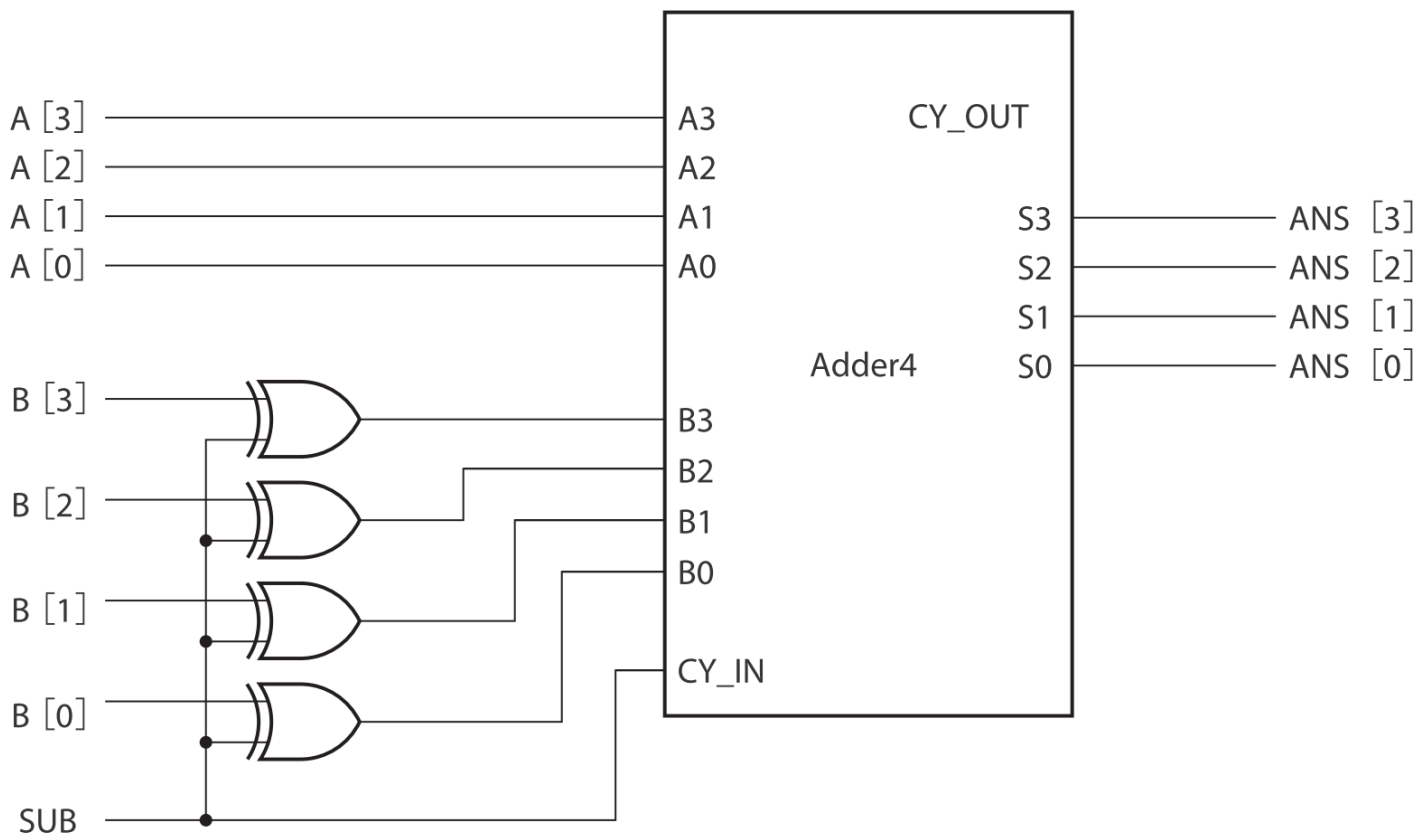 A [3]
A [2]
A [1]
A [0]
B [3]
B [2]
B [1]
B [0]
SUB
A3
A2
A1
A0
B3
B2
B1
B0
CY_IN
Adder4
CY_OUT
S3
S2
S1
S0
ANS [3]
ANS [2]
ANS [1]
ANS [0]